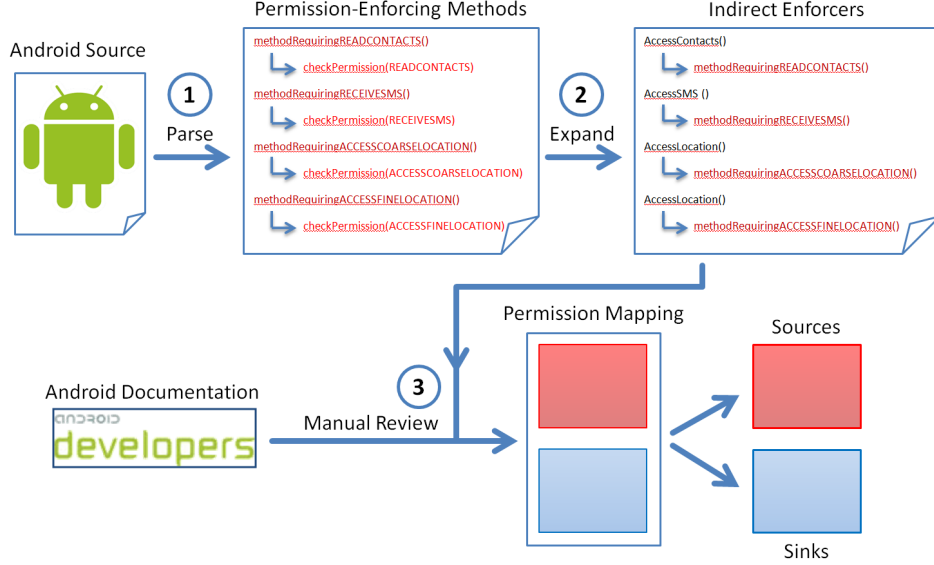 Permission-Enforcing Methods
Indirect Enforcers
Android Source
methodRequiringREADCONTACTS()
checkPermission(READCONTACTS)
methodRequiringRECEIVESMS()
checkPermission(RECEIVESMS)
methodRequiringACCESSCOARSELOCATION()
checkPermission(ACCESSCOARSELOCATION)
methodRequiringACCESSFINELOCATION()
checkPermission(ACCESSFINELOCATION)
AccessContacts()
methodRequiringREADCONTACTS()
AccessSMS ()
methodRequiringRECEIVESMS()
AccessLocation()
methodRequiringACCESSCOARSELOCATION()
AccessLocation()
methodRequiringACCESSFINELOCATION()
1
Parse
2
Expand
Permission Mapping
Sources
Android Documentation
android
developers
3
Manual Review
Sinks